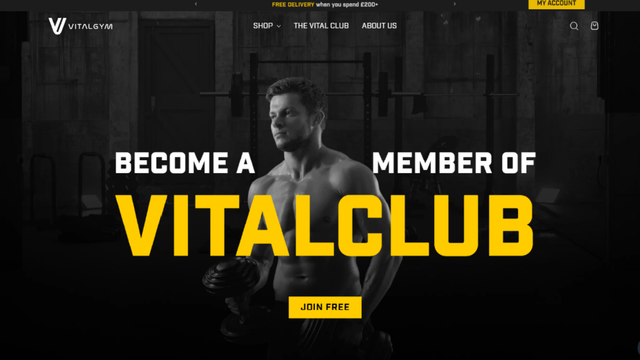 FREE DELIVERY when you spend £200+
MY ACCOUNT
VITALGYM
SHOP
THE VITAL CLUB
ABOUT US
BECOME A MEMBER OF
VITALCLUB
JOIN FREE